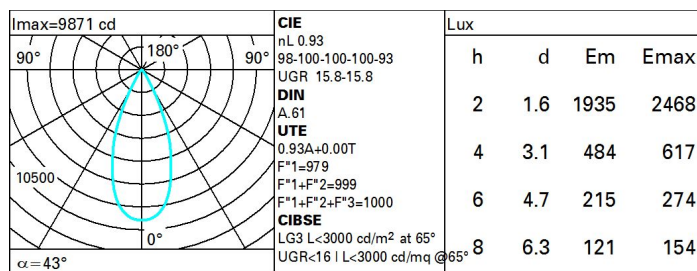 Imax=9871 cd
90°
180°
90°
10500
0°
α=43°
CIE
nL 0.93
98-100-100-100-93
UGR 15.8-15.8
DIN
A.61
UTE
0.93A+0.00T
F"1=979
F"1+F"2=999
F"1+F"2+F"3=1000
CIBSE
LG3 L<3000 cd/m² at 65°
UGR<16 | L<3000 cd/mq @65°
Lux
h d Em Emax
2 1.6 1935 2468
4 3.1 484 617
6 4.7 215 274
8 6.3 121 154